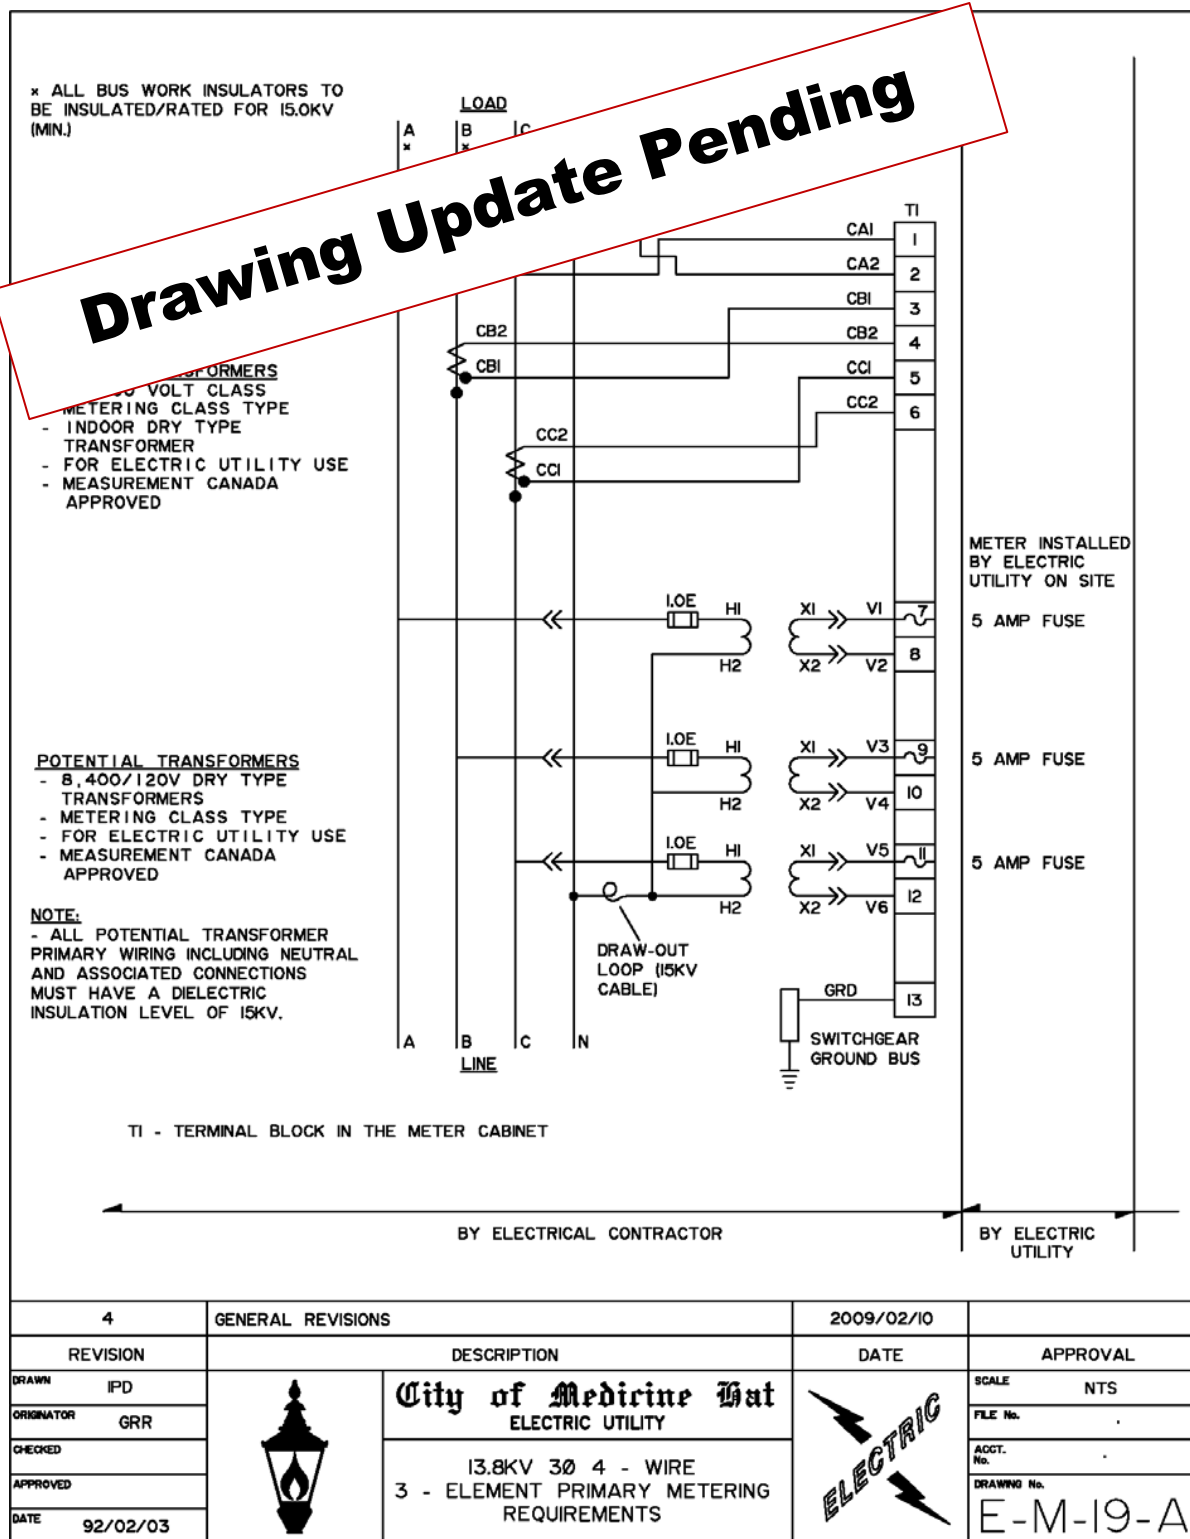 × ALL BUS WORK INSULATORS TO
BE INSULATED/RATED FOR 15.0KV
(MIN.)
LOAD
A
B
C
×
×
Drawing Update Pending
T1
CA1
1
CA2
2
CB1
3
CB2
CB2
4
CB1
CC1
5
CC2
6
CC2
CC1
VOLT CLASS
METERING CLASS TYPE
- INDOOR DRY TYPE
TRANSFORMER
- FOR ELECTRIC UTILITY USE
- MEASUREMENT CANADA
APPROVED
METER INSTALLED
BY ELECTRIC
UTILITY ON SITE
1.0E
H1
X1
V1
7
5 AMP FUSE
H2
X2
V2
8
1.0E
H1
X1
V3
9
5 AMP FUSE
H2
X2
V4
10
1.0E
H1
X1
V5
11
5 AMP FUSE
H2
X2
V6
12
POTENTIAL TRANSFORMERS
- 8,400/120V DRY TYPE
TRANSFORMERS
- METERING CLASS TYPE
- FOR ELECTRIC UTILITY USE
- MEASUREMENT CANADA
APPROVED
NOTE:
- ALL POTENTIAL TRANSFORMER
PRIMARY WIRING INCLUDING NEUTRAL
AND ASSOCIATED CONNECTIONS
MUST HAVE A DIELECTRIC
INSULATION LEVEL OF 15KV.
DRAW-OUT
LOOP (15KV
CABLE)
GRD
13
SWITCHGEAR
GROUND BUS
A
B
C
N
LINE
T1 - TERMINAL BLOCK IN THE METER CABINET
BY ELECTRICAL CONTRACTOR
BY ELECTRIC
UTILITY
4
GENERAL REVISIONS
2009/02/10
REVISION
DESCRIPTION
DATE
APPROVAL
DRAWN
IPD
ORIGINATOR
GRR
CHECKED
APPROVED
DATE
92/02/03
City of Medicine Hat
ELECTRIC UTILITY
13.8KV 3Ø 4 - WIRE
3 - ELEMENT PRIMARY METERING
REQUIREMENTS
ELECTRIC
SCALE
NTS
FILE No.
.
ACCT.
No.
.
DRAWING No.
E-M-19-A